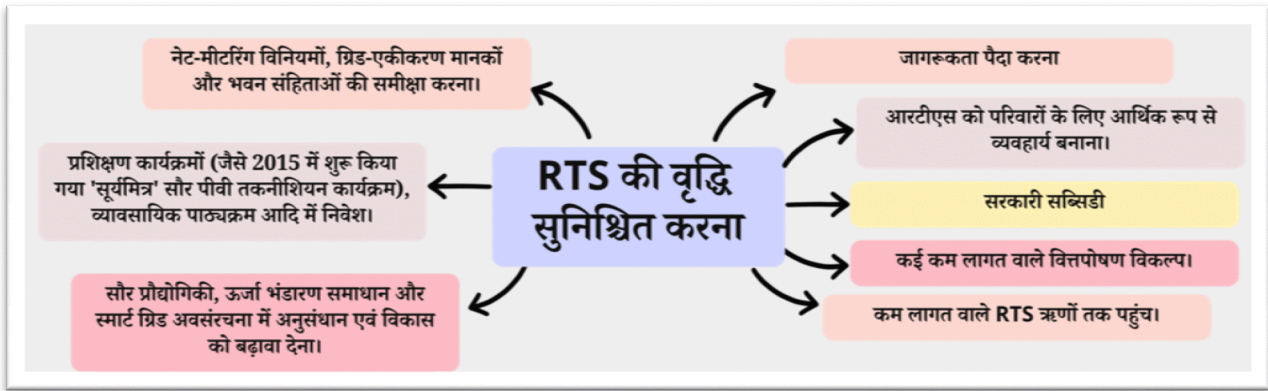 नेट-मीटरिंग विनियमों, ग्रिड-एकीकरण मानकों
और भवन संहिताओं की समीक्षा करना।
प्रशिक्षण कार्यक्रमों (जैसे 2015 में शुरू किया
गया 'सूर्यमित्र' सौर पीवी तकनीशियन कार्यक्रम),
व्यावसायिक पाठ्यक्रम आदि में निवेश।
सौर प्रौद्योगिकी, ऊर्जा भंडारण समाधान और
स्मार्ट ग्रिड अवसंरचना में अनुसंधान एवं विकास
को बढ़ावा देना।
RTS की वृद्धि
सुनिश्चित करना
जागरूकता पैदा करना
आरटीएस को परिवारों के लिए आर्थिक रूप से
व्यवहार्य बनाना।
सरकारी सब्सिडी
कई कम लागत वाले वित्तपोषण विकल्प।
कम लागत वाले RTS ऋणों तक पहुंच।